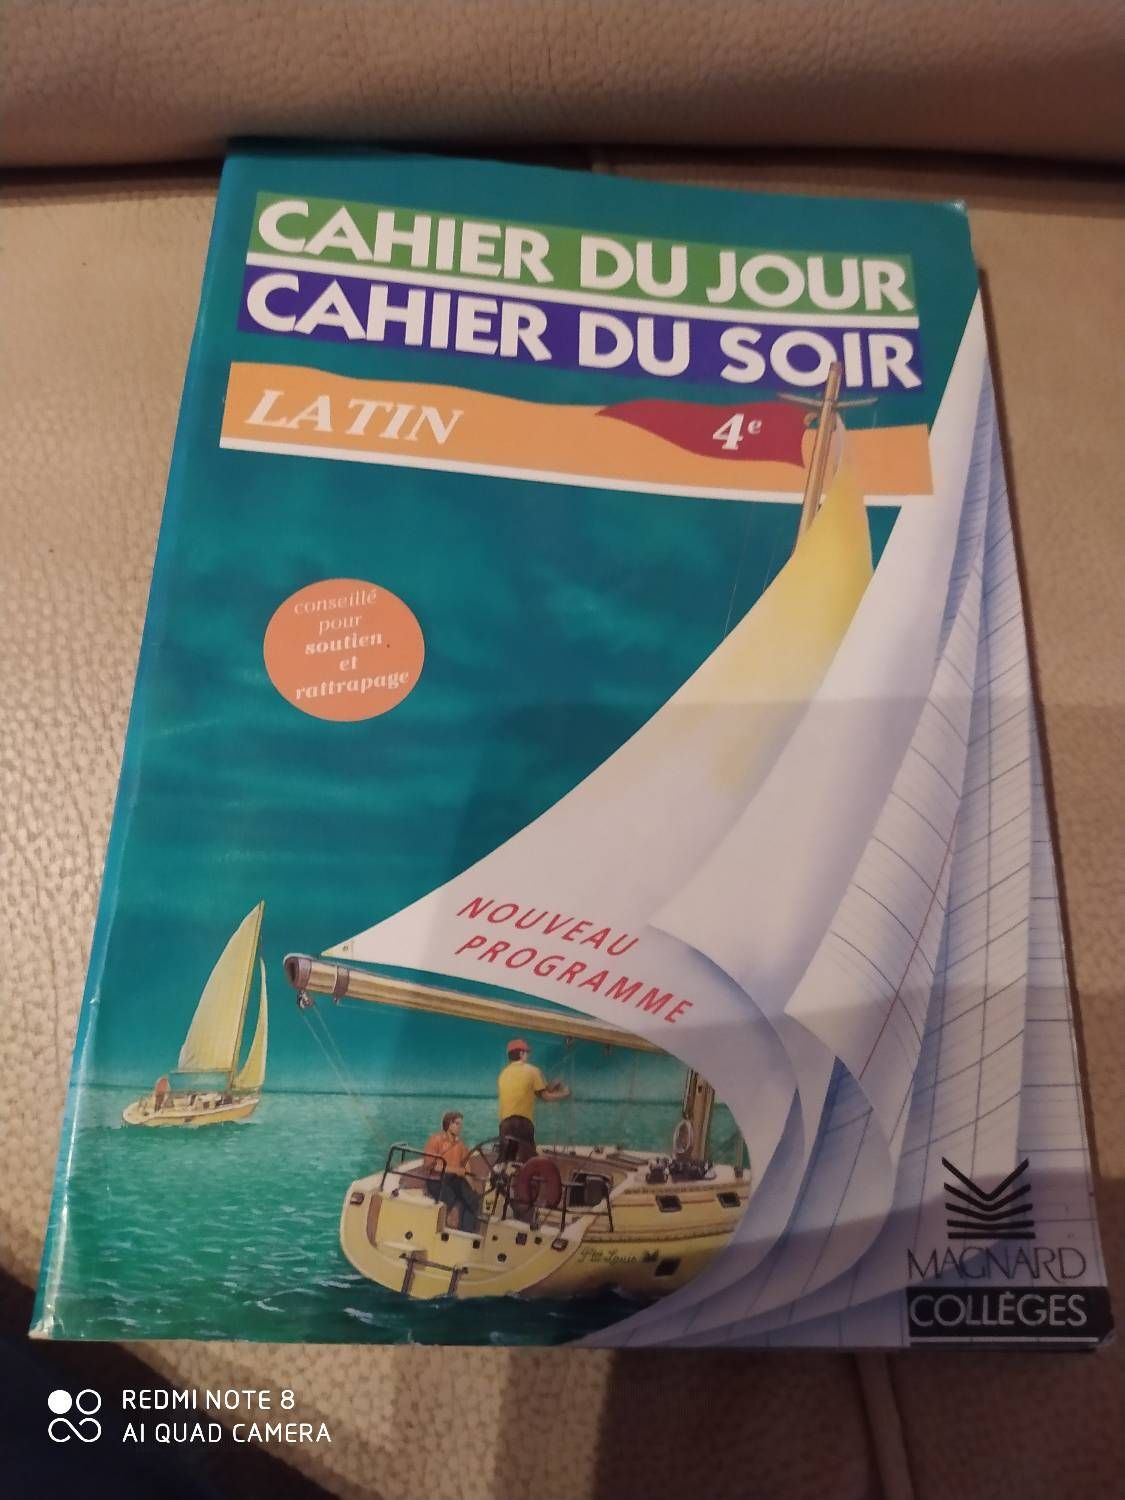 CAHIER DU JOUR
CAHIER DU SOIR
LATIN
4e
conseillé
pour
soutien
et
rattrapage
NOUVEAU
PROGRAMME
MAGNARD
COLLÈGES
REDMI NOTE 8
AI QUAD CAMERA